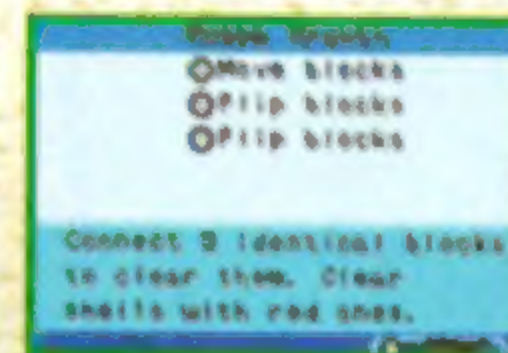 Move blocks
Flip blocks
Flip blocks
Connect 3 identical blocks
to clear them. Clear
shells with red ones.